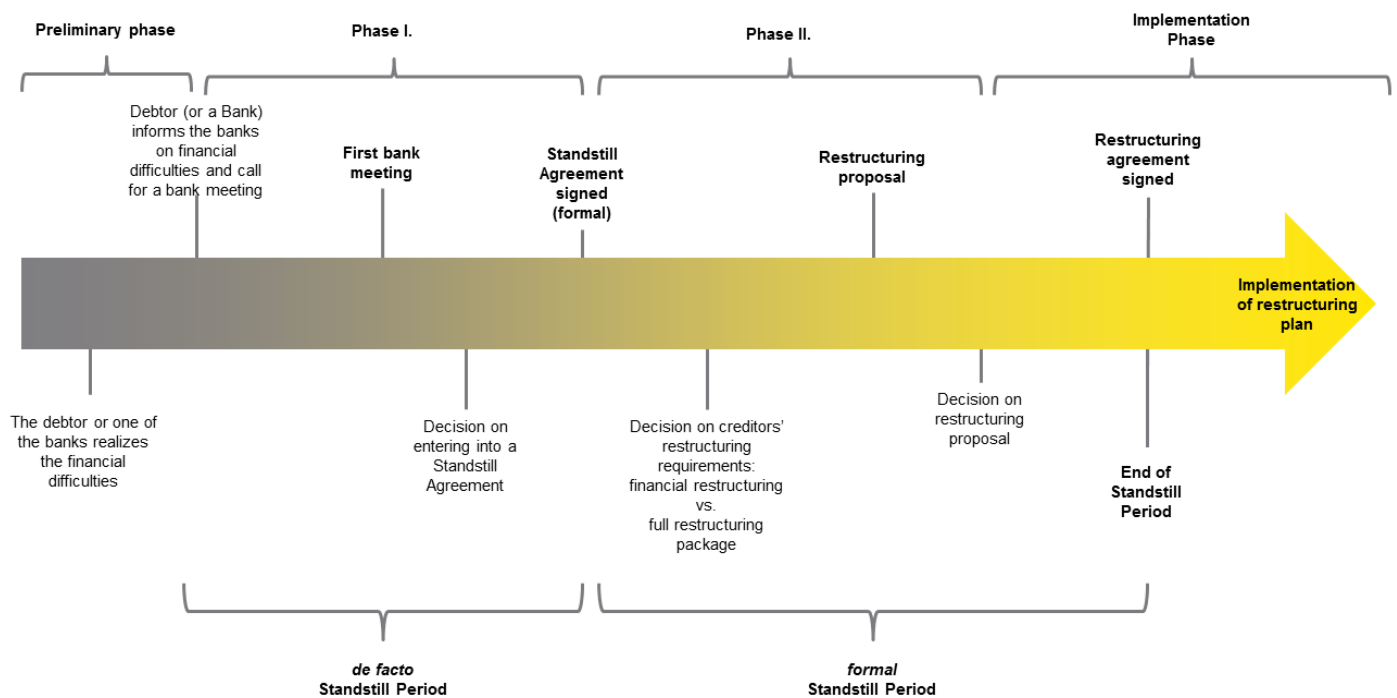 Preliminary phase
Phase I.
Phase II.
Implementation
Phase
Debtor (or a Bank)
informs the banks
on financial
difficulties and call
for a bank meeting
First bank
meeting
Standstill
Agreement
signed
(formal)
Restructuring
proposal
Restructuring
agreement
signed
Implementation
of restructuring
plan
The debtor or one of
the banks realizes
the financial
difficulties
Decision on
entering into a
Standstill
Agreement
Decision on creditors’
restructuring
requirements:
financial restructuring
vs.
full restructuring
package
Decision on
restructuring
proposal
End of
Standstill
Period
de facto
Standstill Period
formal
Standstill Period